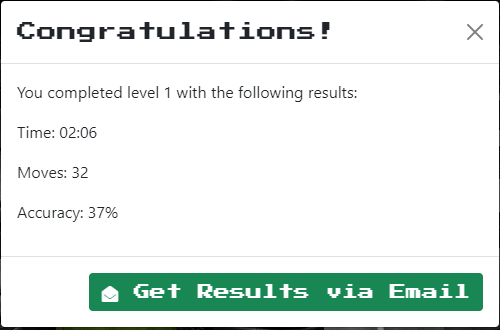 Congratulations!
You completed level 1 with the following results:
Time: 02:06
Moves: 32
Accuracy: 37%
Get Results via Email